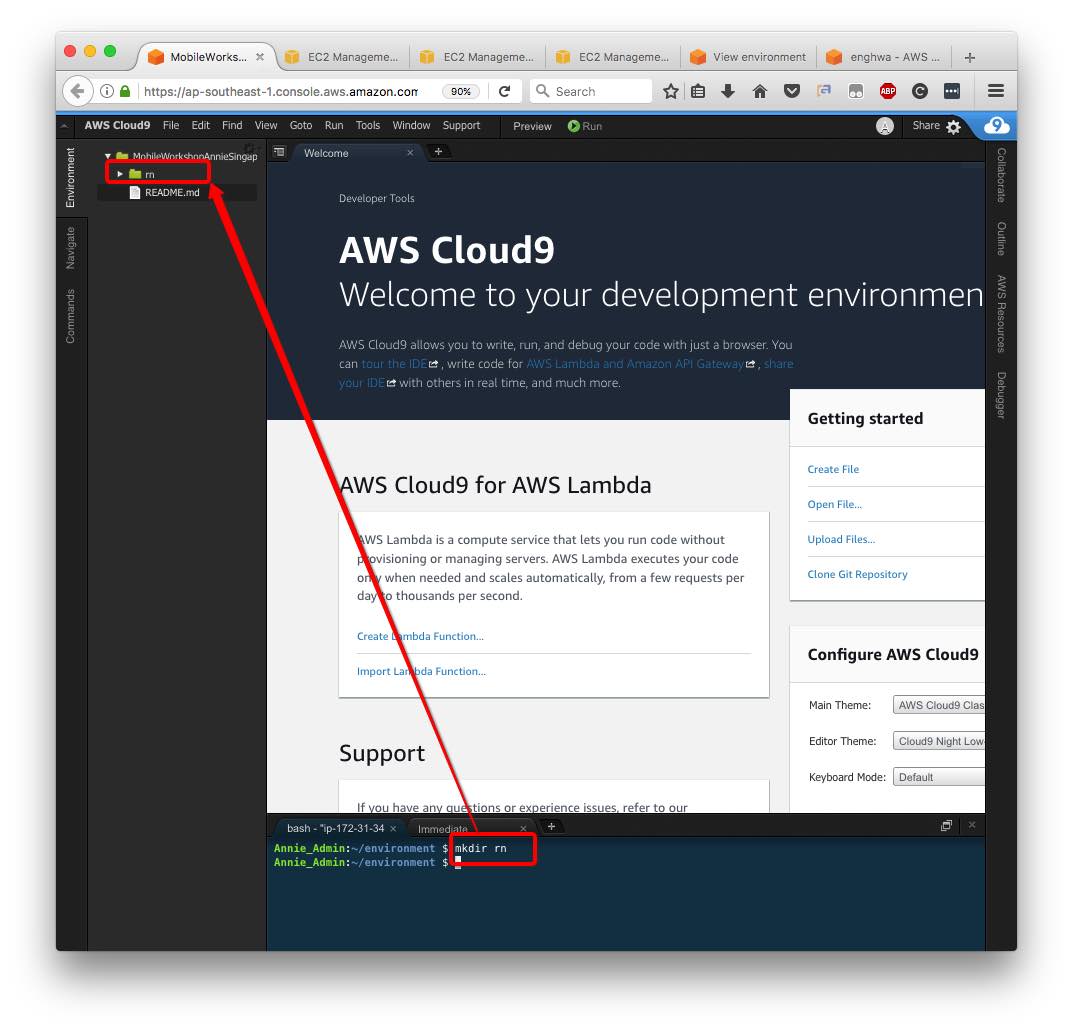 MobileWorks...
EC2 Manageme...
EC2 Manageme...
EC2 Manageme...
View environment
enghwa - AWS ...
https://ap-southeast-1.console.aws.amazon.com
90%
Search
ABP
AWS Cloud9 File Edit Find View Goto Run Tools Window Support Preview Run
A
Share
9
Environment
Navigate
Commands
MobileWorkshopAnnieSingap
rn
README.md
Welcome
Collaborate
Outline
AWS Resources
Debugger
Developer Tools
AWS Cloud9
Welcome to your development environmen
AWS Cloud9 allows you to write, run, and debug your code with just a browser. You
can tour the IDE , write code for AWS Lambda and Amazon API Gateway , share
your IDE with others in real time, and much more.
Getting started
Create File
Open File...
Upload Files...
Clone Git Repository
AWS Cloud9 for AWS Lambda
AWS Lambda is a compute service that lets you run code without
provisioning or managing servers. AWS Lambda executes your code
only when needed and scales automatically, from a few requests per
day to thousands per second.
Create Lambda Function...
Import Lambda Function...
Configure AWS Cloud9
Main Theme: AWS Cloud9 Clas
Editor Theme: Cloud9 Night Low
Keyboard Mode: Default
Support
If you have any questions or experience issues, refer to our
bash - "ip-172-31-34
Immediate
Annie_Admin:~/environment $ mkdir rn
Annie_Admin:~/environment $